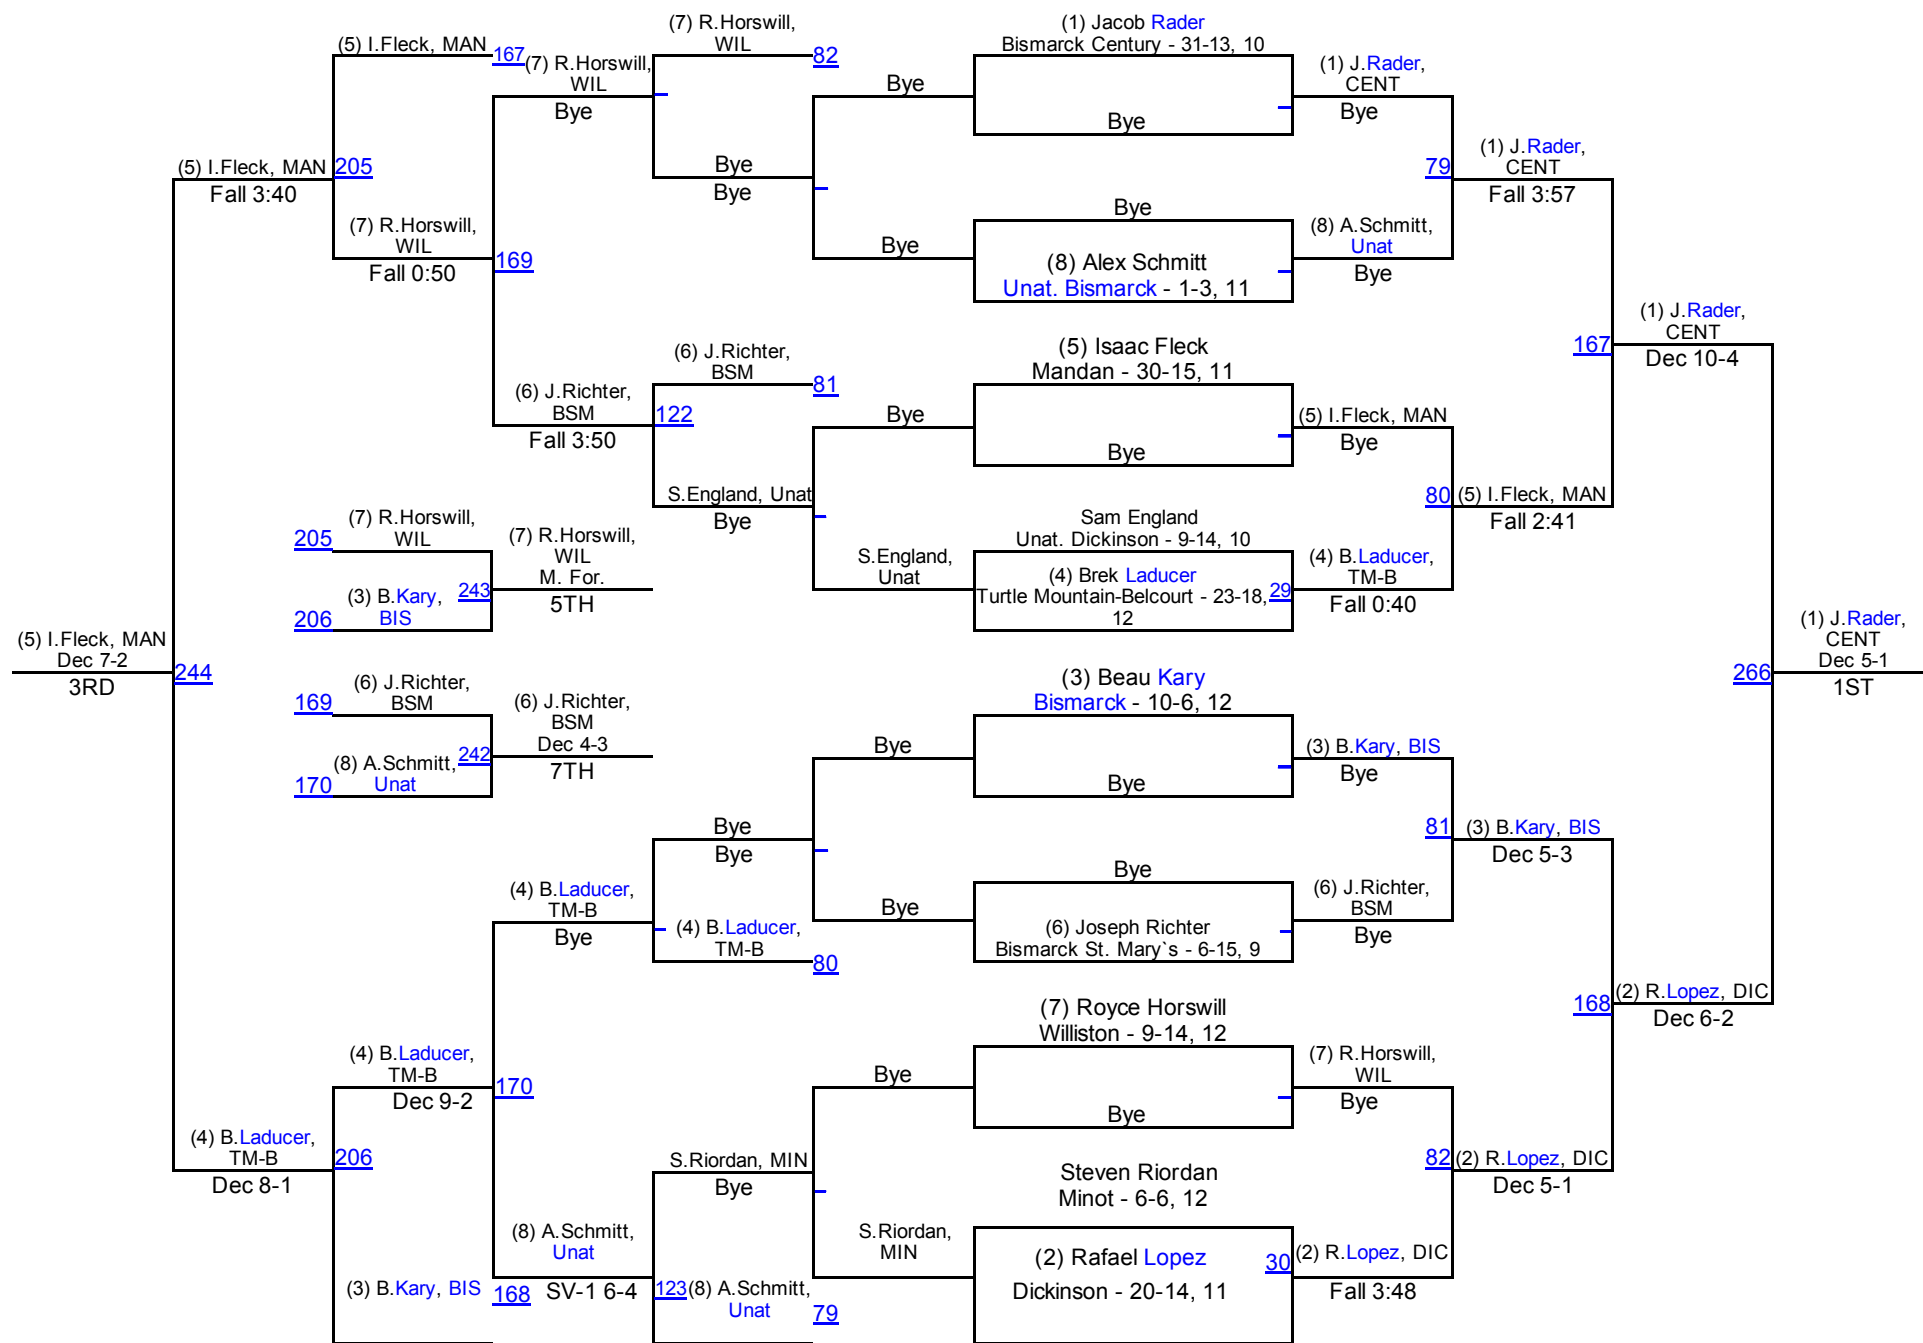 (7) R.Horswill,
WIL
82
(1) Jacob Rader
Bismarck Century - 31-13, 10
(5) I.Fleck, MAN
167
(7) R.Horswill,
WIL
Bye
Bye
Bye
(1) J.Rader,
CENT
Bye
(5) I.Fleck, MAN
205
Fall 3:40
Bye
Bye
79
(1) J.Rader,
CENT
Fall 3:57
(7) R.Horswill,
WIL
169
Fall 0:50
Bye
Bye
(8) Alex Schmitt
Unat. Bismarck - 1-3, 11
(8) A.Schmitt,
Unat
Bye
(6) J.Richter,
BSM
81
(5) Isaac Fleck
Mandan - 30-15, 11
167
(1) J.Rader,
CENT
Dec 10-4
(6) J.Richter,
BSM
122
Fall 3:50
Bye
Bye
(5) I.Fleck, MAN
Bye
S.England, Unat
Bye
80
(5) I.Fleck, MAN
Fall 2:41
(7) R.Horswill,
WIL
205
(7) R.Horswill,
WIL
M. For.
5TH
S.England,
Unat
Sam England
Unat. Dickinson - 9-14, 10
(4) Brek Laducer
Turtle Mountain-Belcourt - 23-18,
12
29
(4) B.Laducer,
TM-B
Fall 0:40
(3) B.Kary,
BIS
243
206
(5) I.Fleck, MAN
Dec 7-2
3RD
244
(1) J.Rader,
CENT
Dec 5-1
1ST
266
(6) J.Richter,
BSM
169
(6) J.Richter,
BSM
Dec 4-3
7TH
(8) A.Schmitt,
Unat
242
170
(3) Beau Kary
Bismarck - 10-6, 12
Bye
Bye
(3) B.Kary, BIS
Bye
Bye
Bye
81
(3) B.Kary, BIS
Dec 5-3
(4) B.Laducer,
TM-B
Bye
(4) B.Laducer,
TM-B
80
Bye
Bye
(6) Joseph Richter
Bismarck St. Mary`s - 6-15, 9
(6) J.Richter,
BSM
Bye
168
(2) R.Lopez, DIC
Dec 6-2
(4) B.Laducer,
TM-B
170
Dec 9-2
Bye
(7) Royce Horswill
Williston - 9-14, 12
Bye
(7) R.Horswill,
WIL
Bye
(4) B.Laducer,
TM-B
206
Dec 8-1
S.Riordan, MIN
Bye
82
(2) R.Lopez, DIC
Dec 5-1
Steven Riordan
Minot - 6-6, 12
(8) A.Schmitt,
Unat
SV-1 6-4
S.Riordan,
MIN
(2) Rafael Lopez
Dickinson - 20-14, 11
30
(2) R.Lopez, DIC
Fall 3:48
(3) B.Kary, BIS
168
123
(8) A.Schmitt,
Unat
79